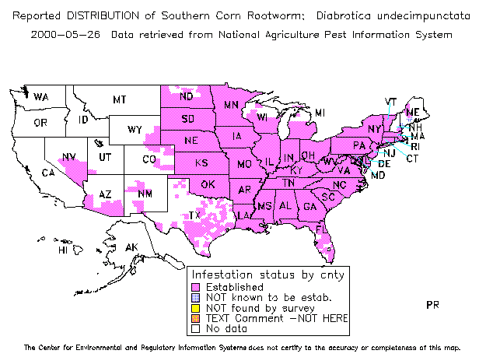 Reported DISTRIBUTION of Southern Corn Rootworm; Diabrotica undecimpunctata
2000-05-26 Data retrieved from National Agriculture Pest Information System
WA
MT
ND
MN
OR
ID
SD
WI
MI
WY
NE
IA
VT
ME
NH
MA
RI
CT
NY
PA
NJ
DE
MD
NV
UT
CO
KS
MO
IL
IN
OH
WV
VA
KY
CA
AZ
NM
OK
AR
TN
NC
SC
TX
LA
MS
AL
GA
FL
HI
AK
PR
Infestation status by cnty
Established
NOT known to be estab.
NOT found by survey
TEXT Comment -NOT HERE
No data
The Center for Environmental and Regulatory Information Systems does not certify to the accuracy or completeness of this map.